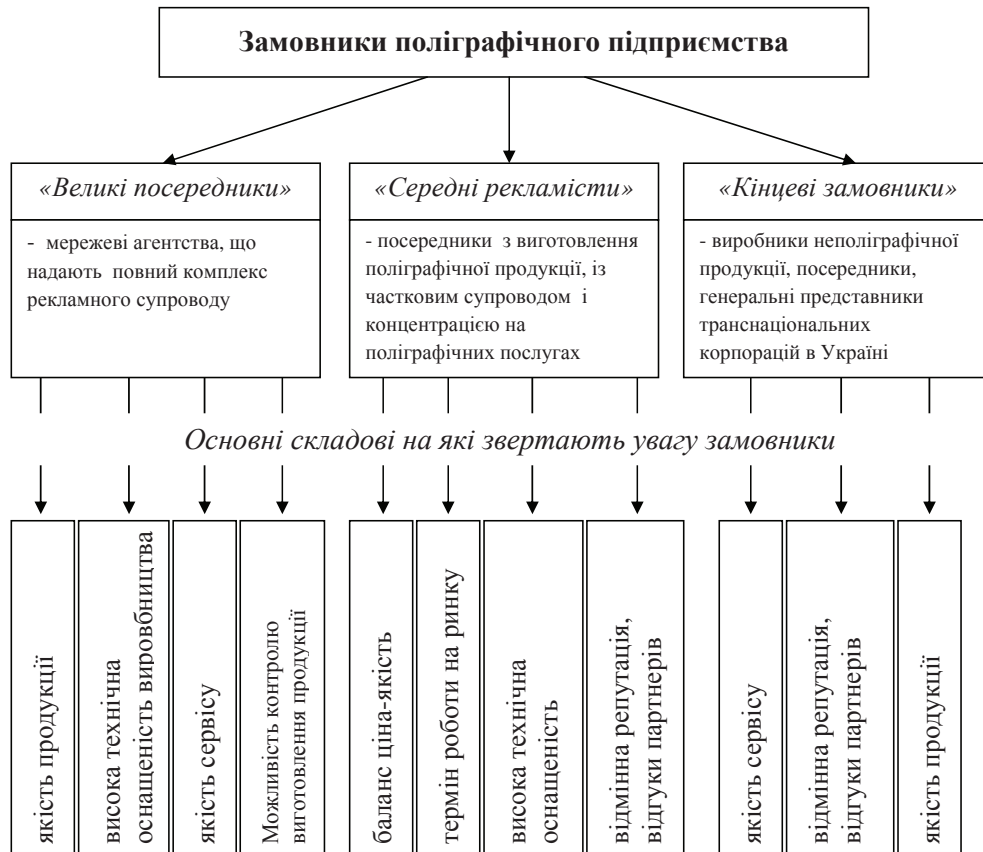 Замовники поліграфічного підприємства
«Великі посередники»
- мережеві агентства, що
надають повний комплекс
рекламного супроводу
«Середні рекламісти»
- посередники з виготовлення
поліграфічної продукції, із
частковим супроводом і
концентрацією на
поліграфічних послугах
«Кінцеві замовники»
- виробники неполіграфічної
продукції, посередники,
генеральні представники
транснаціональних
корпорацій в Україні
Основні складові на які звертають увагу замовники
якість продукції
висока технічна
оснащеність вировбництва
якість сервісу
Можливість контролю
виготовлення продукції
баланс ціна-якість
термін роботи на ринку
висока технічна
оснащеність
відмінна репутація,
відгуки партнерів
якість сервісу
відмінна репутація,
відгуки партнерів
якість продукції